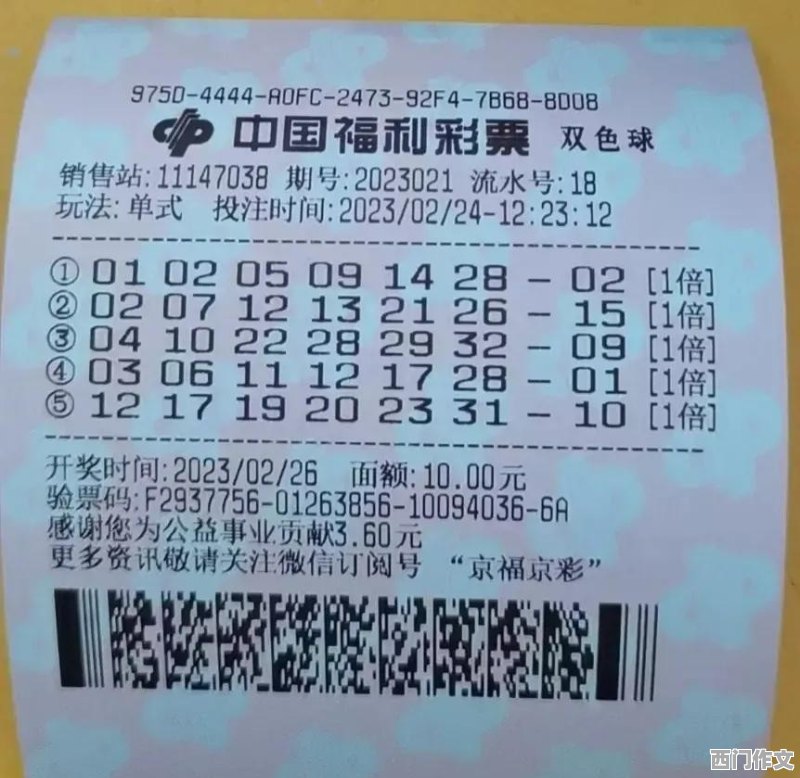 975D-4444-A0FC-2473-92F4-7B68-8D08
中国福利彩票 双色球
销售站:11147038 期号:2023021 流水号:18
玩法:单式 投注时间:2023/02/24-12:23:12
① 01 02 05 09 14 28 - 02 [1倍]
② 02 07 12 13 21 26 - 15 [1倍]
③ 04 10 22 28 29 32 - 09 [1倍]
④ 03 06 11 12 17 28 - 01 [1倍]
⑤ 12 17 19 20 23 31 - 10 [1倍]
开奖时间:2023/02/26 面额:10.00元
验票码:F2937756-01263856-10094036-6A
感谢您为公益事业贡献3.60元
更多资讯敬请关注微信订阅号 “京福京彩”
西门作文